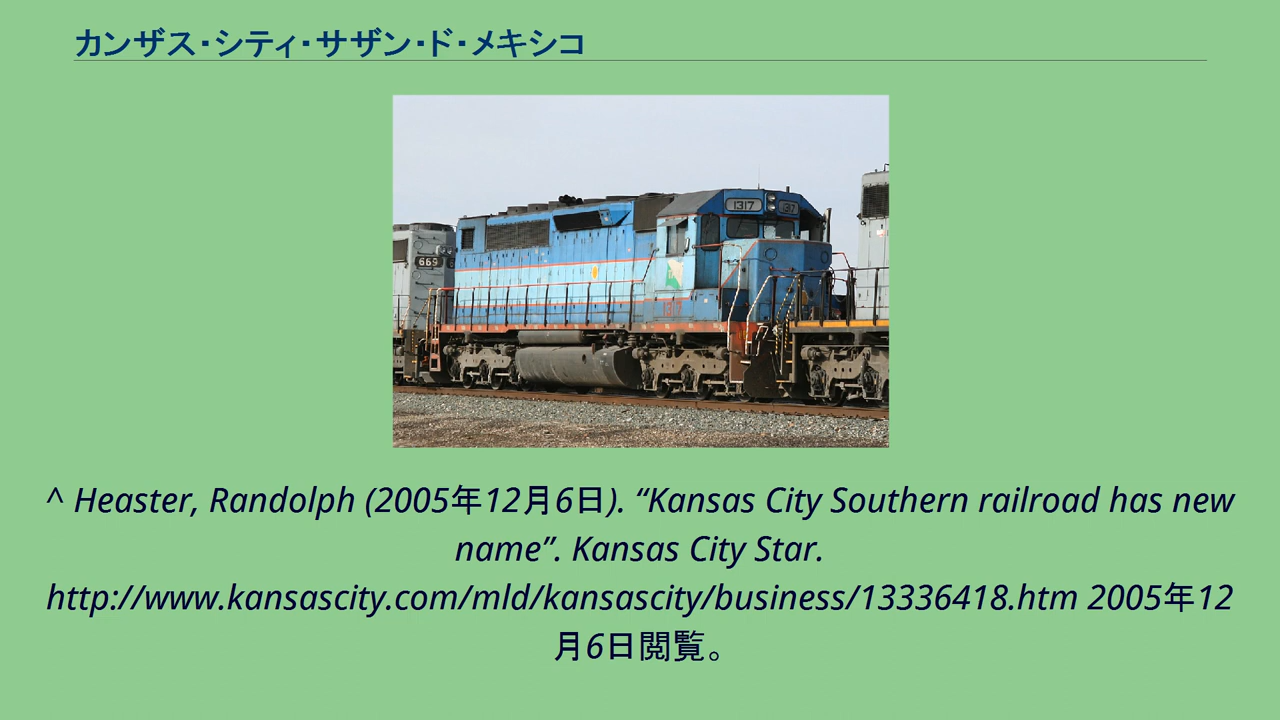 カンザス・シティ・サザン・ド・メキシコ
669
1317
1317
^ Heaster, Randolph (2005年12月6日). “Kansas City Southern railroad has new
name”. Kansas City Star.
http://www.kansascity.com/mld/kansascity/business/13336418.htm 2005年12
月6日閲覧。